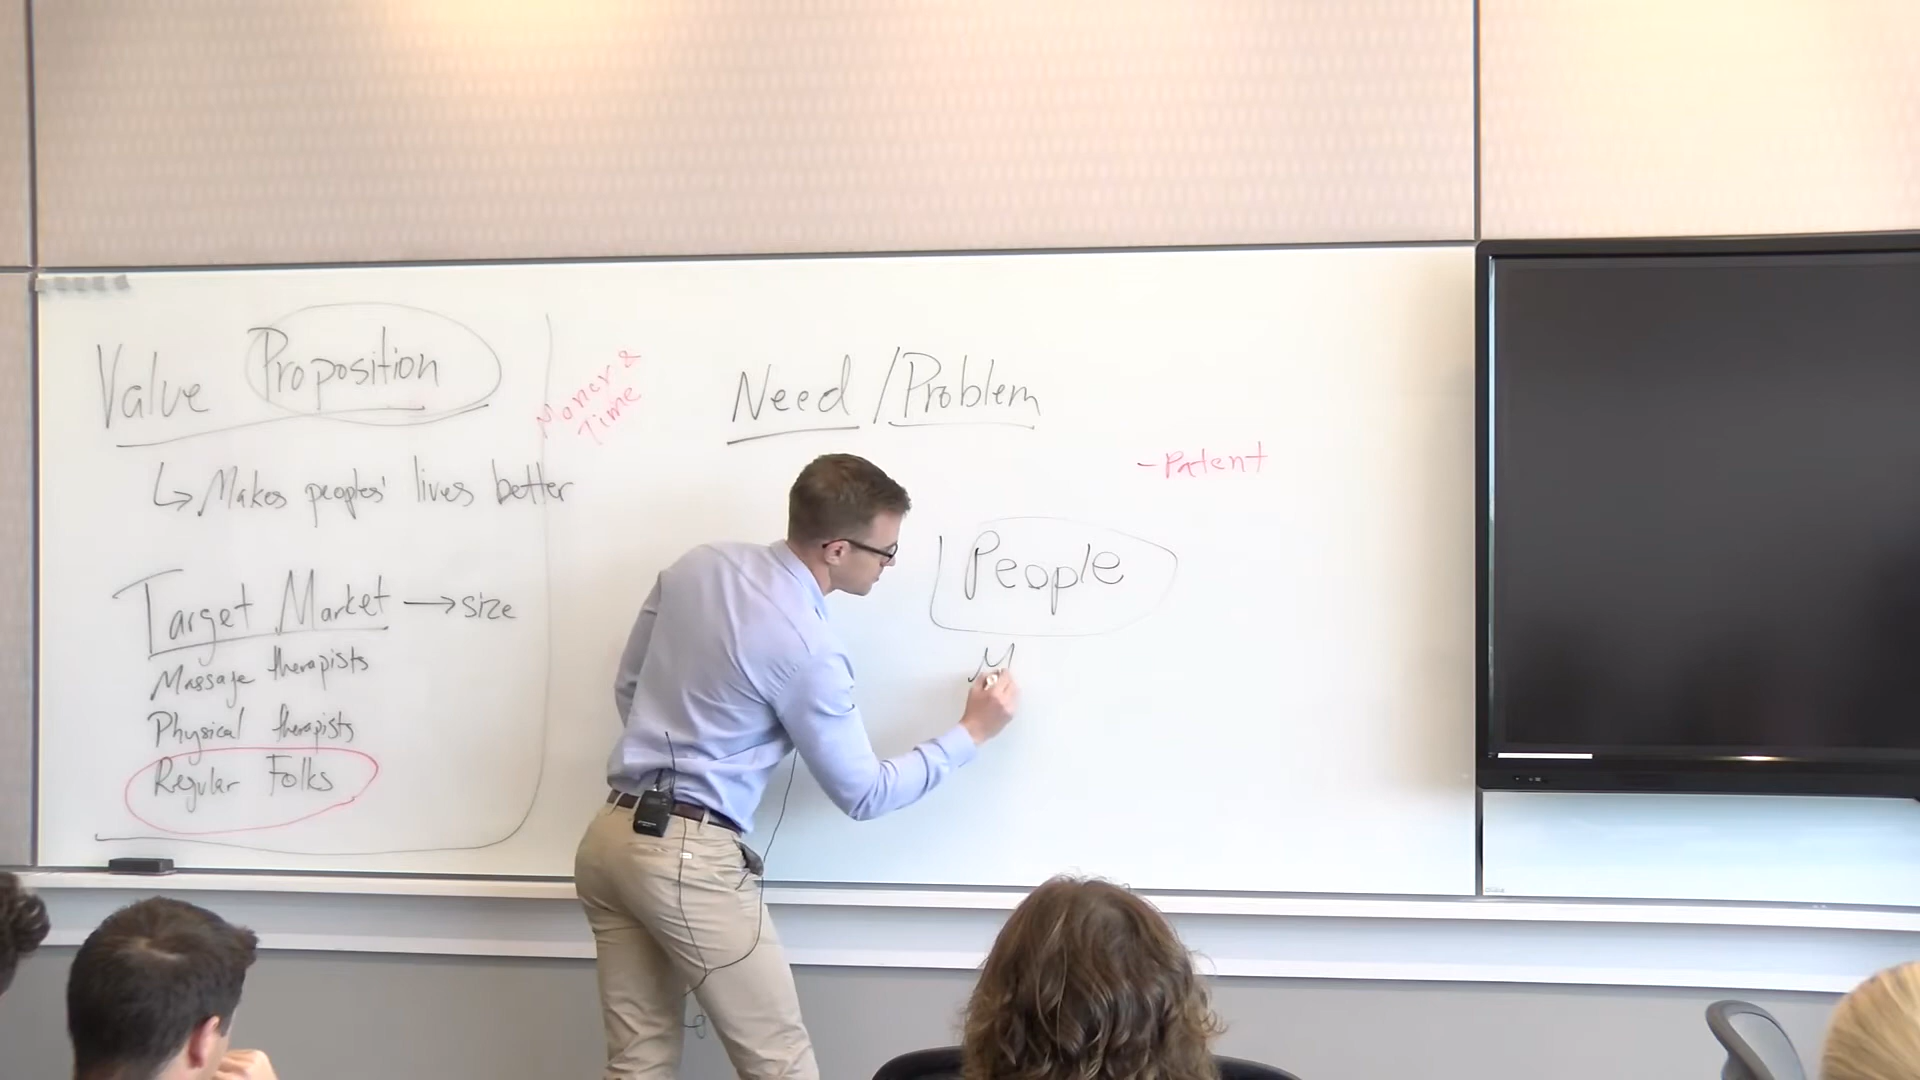 Value Proposition
↳ Makes peoples' lives better
Target Market → size
Massage therapists
Physical therapists
Regular Folks
Money &
Time
Need / Problem
- Patent
People
M